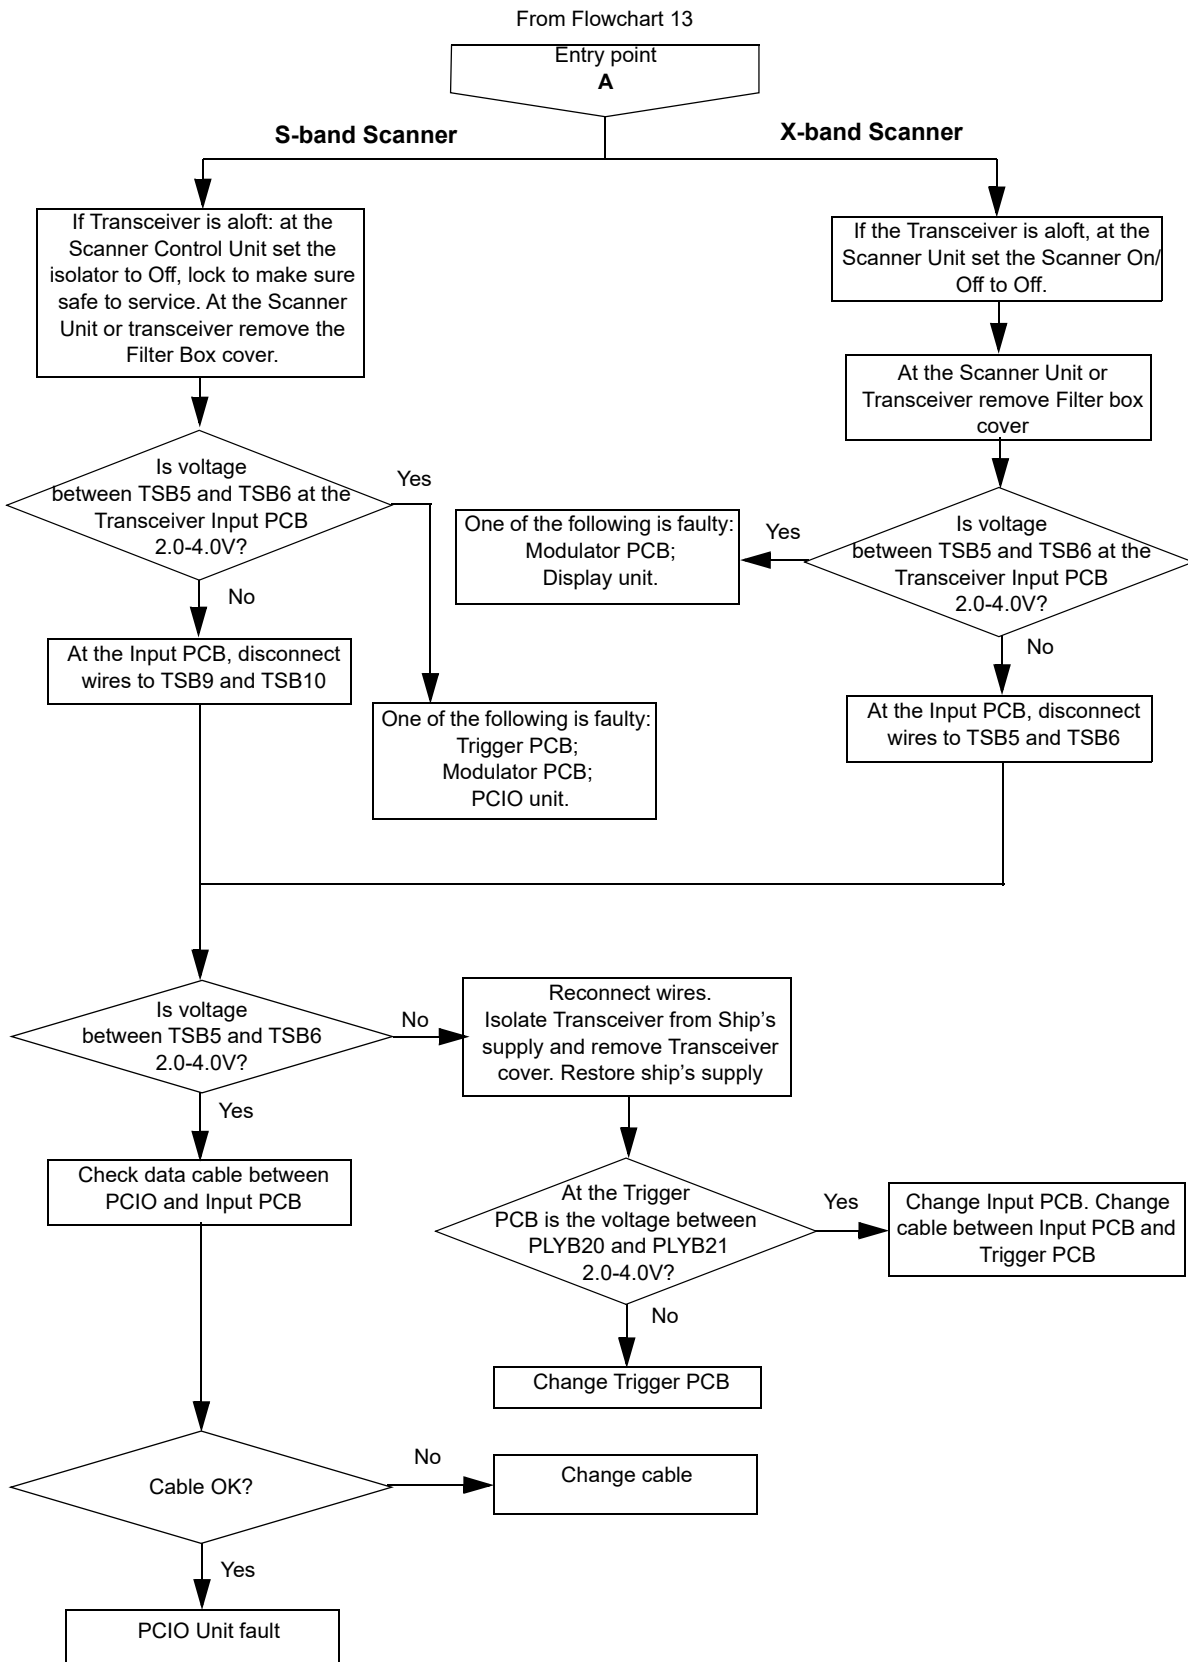 From Flowchart 13
Entry point
A
S-band Scanner
X-band Scanner
If Transceiver is aloft: at the
Scanner Control Unit set the
isolator to Off, lock to make sure
safe to service. At the Scanner
Unit or transceiver remove the
Filter Box cover.
If the Transceiver is aloft, at the
Scanner Unit set the Scanner On/
Off to Off.
At the Scanner Unit or
Transceiver remove Filter box
cover
Is voltage
between TSB5 and TSB6 at the
Transceiver Input PCB
2.0-4.0V?
Yes
No
One of the following is faulty:
Modulator PCB;
Display unit.
Yes
Is voltage
between TSB5 and TSB6 at the
Transceiver Input PCB
2.0-4.0V?
No
At the Input PCB, disconnect
wires to TSB9 and TSB10
One of the following is faulty:
Trigger PCB;
Modulator PCB;
PCIO unit.
At the Input PCB, disconnect
wires to TSB5 and TSB6
Is voltage
between TSB5 and TSB6
2.0-4.0V?
No
Yes
Reconnect wires.
Isolate Transceiver from Ship's
supply and remove Transceiver
cover. Restore ship's supply
Check data cable between
PCIO and Input PCB
At the Trigger
PCB is the voltage between
PLYB20 and PLYB21
2.0-4.0V?
Yes
Change Input PCB. Change
cable between Input PCB and
Trigger PCB
No
Change Trigger PCB
Cable OK?
No
Change cable
Yes
PCIO Unit fault